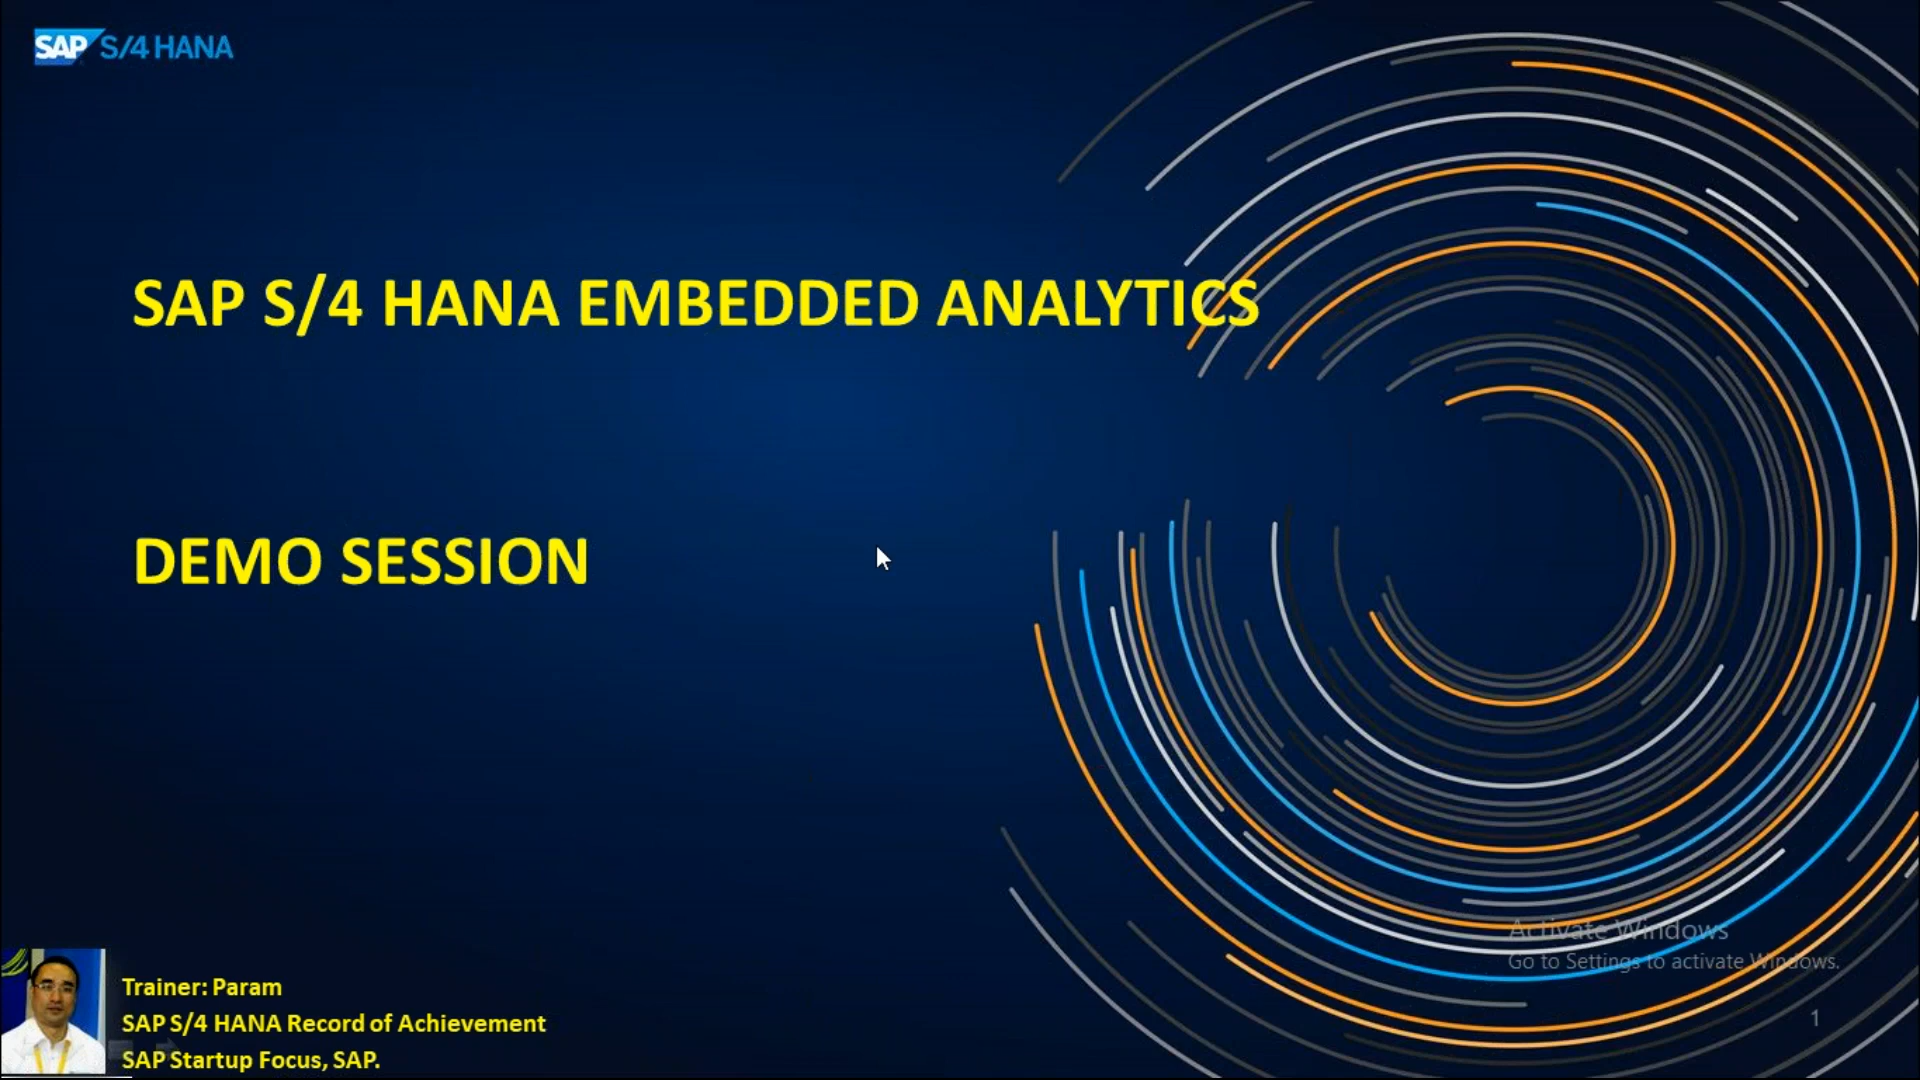 SAP S/4 HANA
SAP S/4 HANA EMBEDDED ANALYTICS
DEMO SESSION
Activate Windows
Go to Settings to activate Windows.
Trainer: Param
SAP S/4 HANA Record of Achievement
SAP Startup Focus, SAP.
1